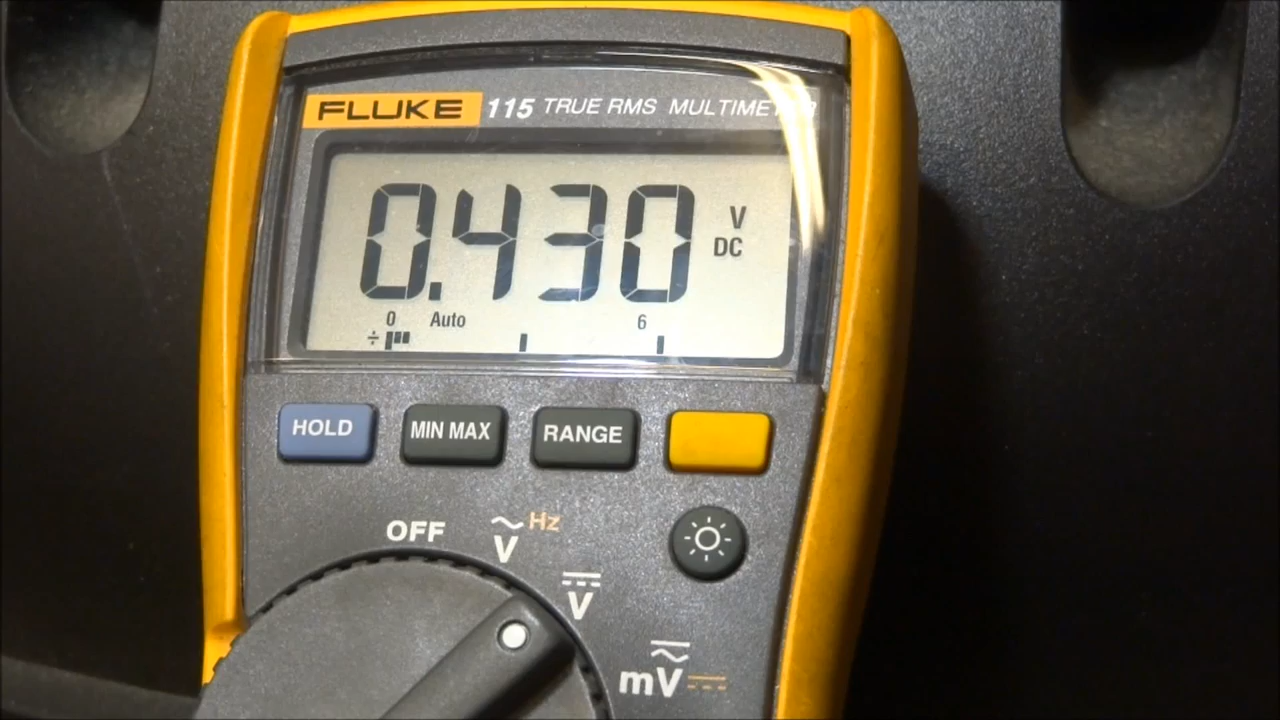 FLUKE 115 TRUE RMS MULTIMETER
0.430 V DC
0 Auto 6
HOLD MIN MAX RANGE
OFF V Hz
V
mV